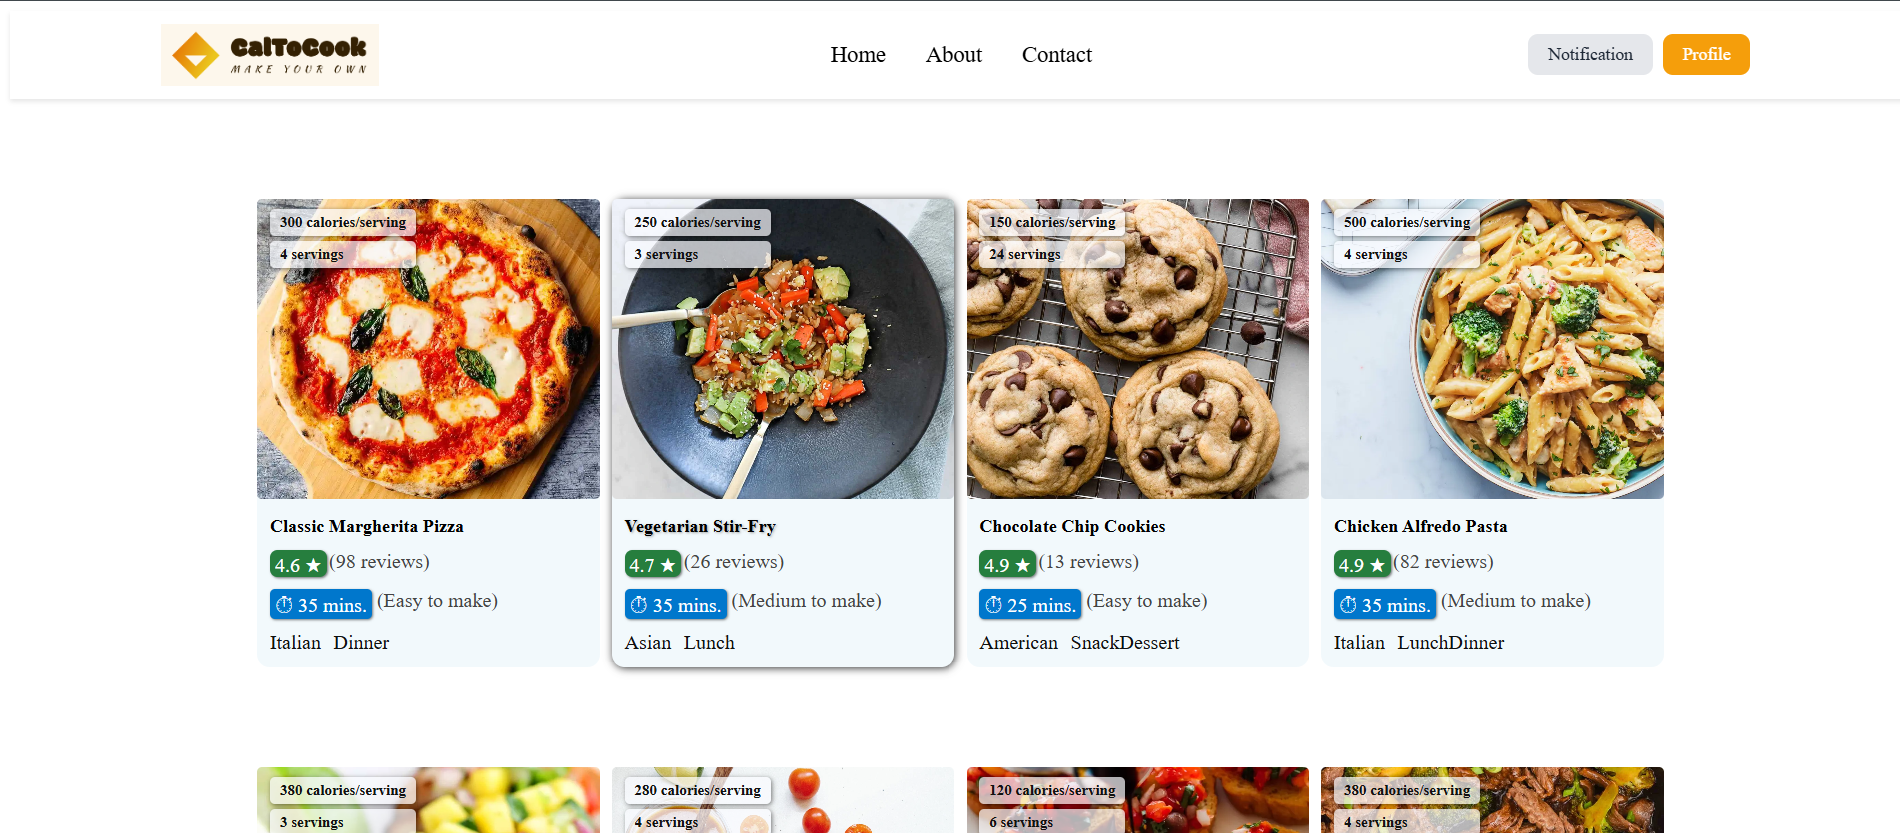 CalToCook
MAKE YOUR OWN
Home About Contact
Notification Profile
300 calories/serving
4 servings
250 calories/serving
3 servings
150 calories/serving
24 servings
500 calories/serving
4 servings
Classic Margherita Pizza
4.6 ★ (98 reviews)
⏱ 35 mins. (Easy to make)
Italian Dinner
Vegetarian Stir-Fry
4.7 ★ (26 reviews)
⏱ 35 mins. (Medium to make)
Asian Lunch
Chocolate Chip Cookies
4.9 ★ (13 reviews)
⏱ 25 mins. (Easy to make)
American SnackDessert
Chicken Alfredo Pasta
4.9 ★ (82 reviews)
⏱ 35 mins. (Medium to make)
Italian LunchDinner
380 calories/serving
3 servings
280 calories/serving
4 servings
120 calories/serving
6 servings
380 calories/serving
4 servings